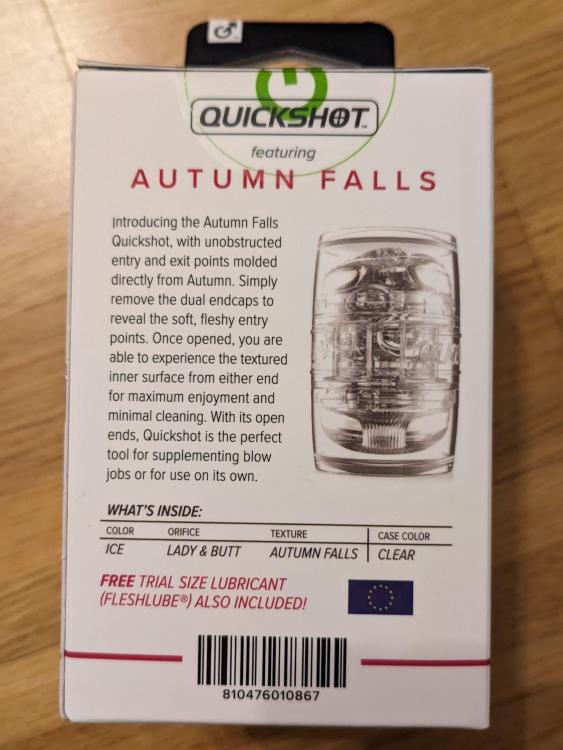 QUICKSHOT™
featuring
AUTUMN FALLS
Introducing the Autumn Falls
Quickshot, with unobstructed
entry and exit points molded
directly from Autumn. Simply
remove the dual endcaps to
reveal the soft, fleshy entry
points. Once opened, you are
able to experience the textured
inner surface from either end
for maximum enjoyment and
minimal cleaning. With its open
ends, Quickshot is the perfect
tool for supplementing blow
jobs or for use on its own.
WHAT'S INSIDE:
COLOR ORIFICE TEXTURE CASE COLOR
ICE LADY & BUTT AUTUMN FALLS CLEAR
FREE TRIAL SIZE LUBRICANT
(FLESHLUBE®) ALSO INCLUDED!
810476010867